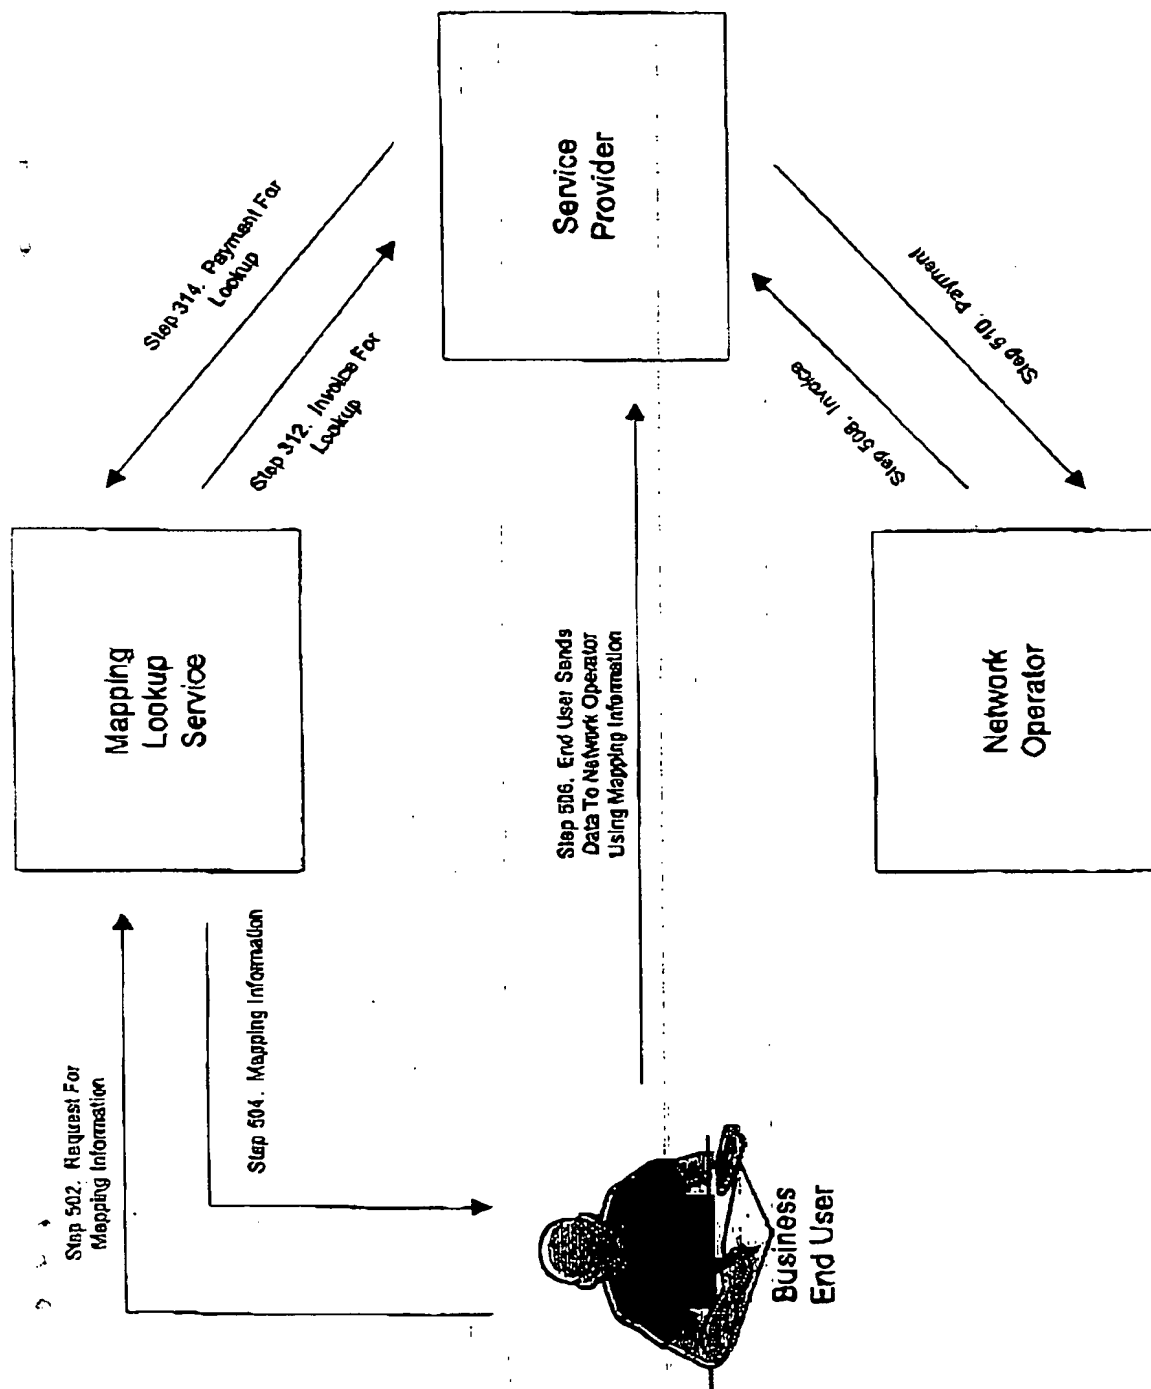 Service
Provider
Step 314. Payment For
Lookup
Step 312. Invoice For
Lookup
Step 510. Payment
Step 508. Invoice
Mapping
Lookup
Service
Step 506. End User Sends
Data To Network Operator
Using Mapping Information
Network
Operator
Step 502. Request For
Mapping Information
Step 504. Mapping Information
Business
End User